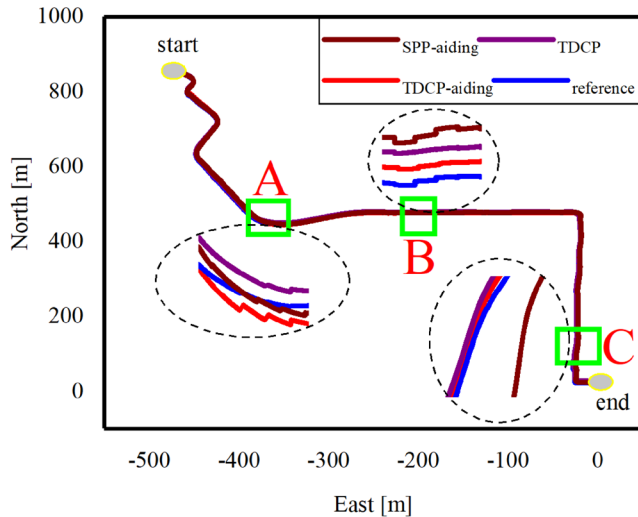 1000
800
600
400
200
0
North [m]
-500 -400 -300 -200 -100 0
East [m]
SPP-aiding TDCP
TDCP-aiding reference
start
A
B
C
end